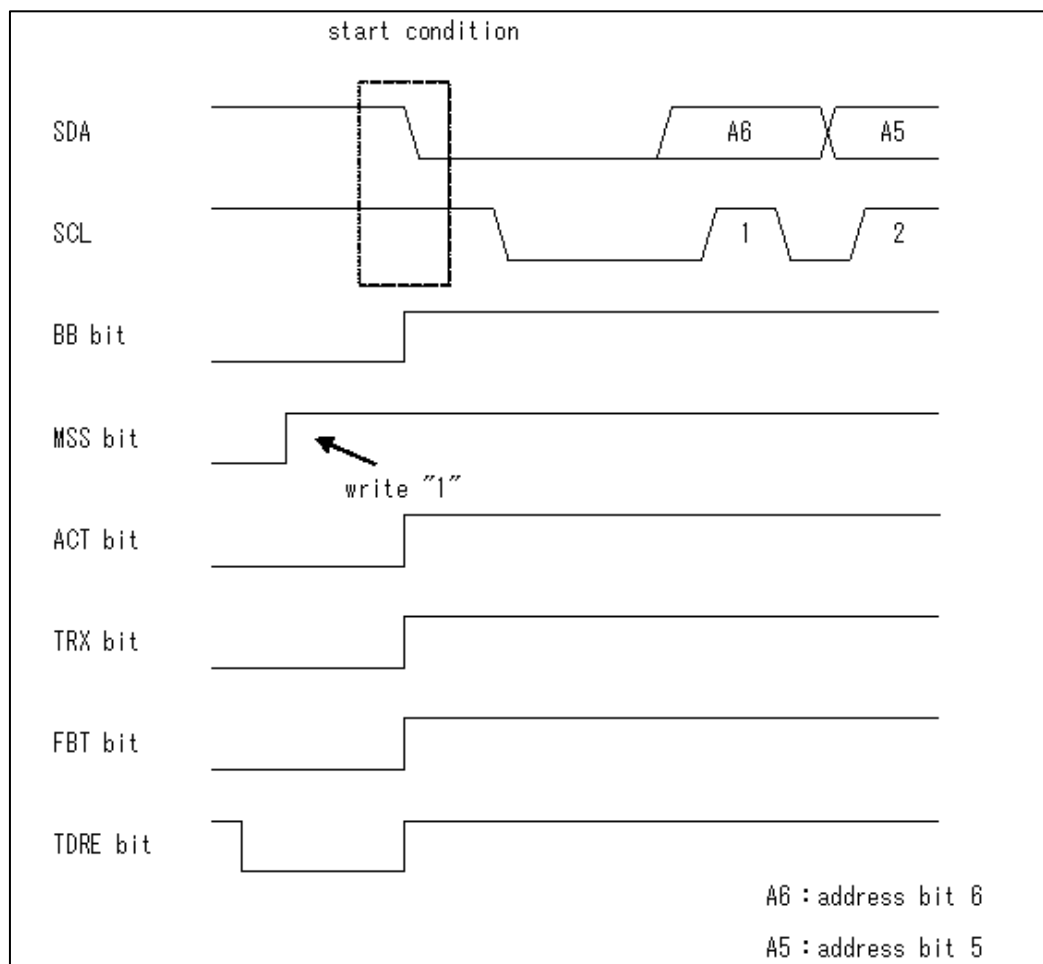 start condition
SDA
A6
A5
SCL
1
2
BB bit
MSS bit
write "1"
ACT bit
TRX bit
FBT bit
TDRE bit
A6：address bit 6
A5：address bit 5